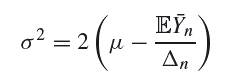 σ² = 2 ( μ − 𝔼Ȳₙ / Δₙ )